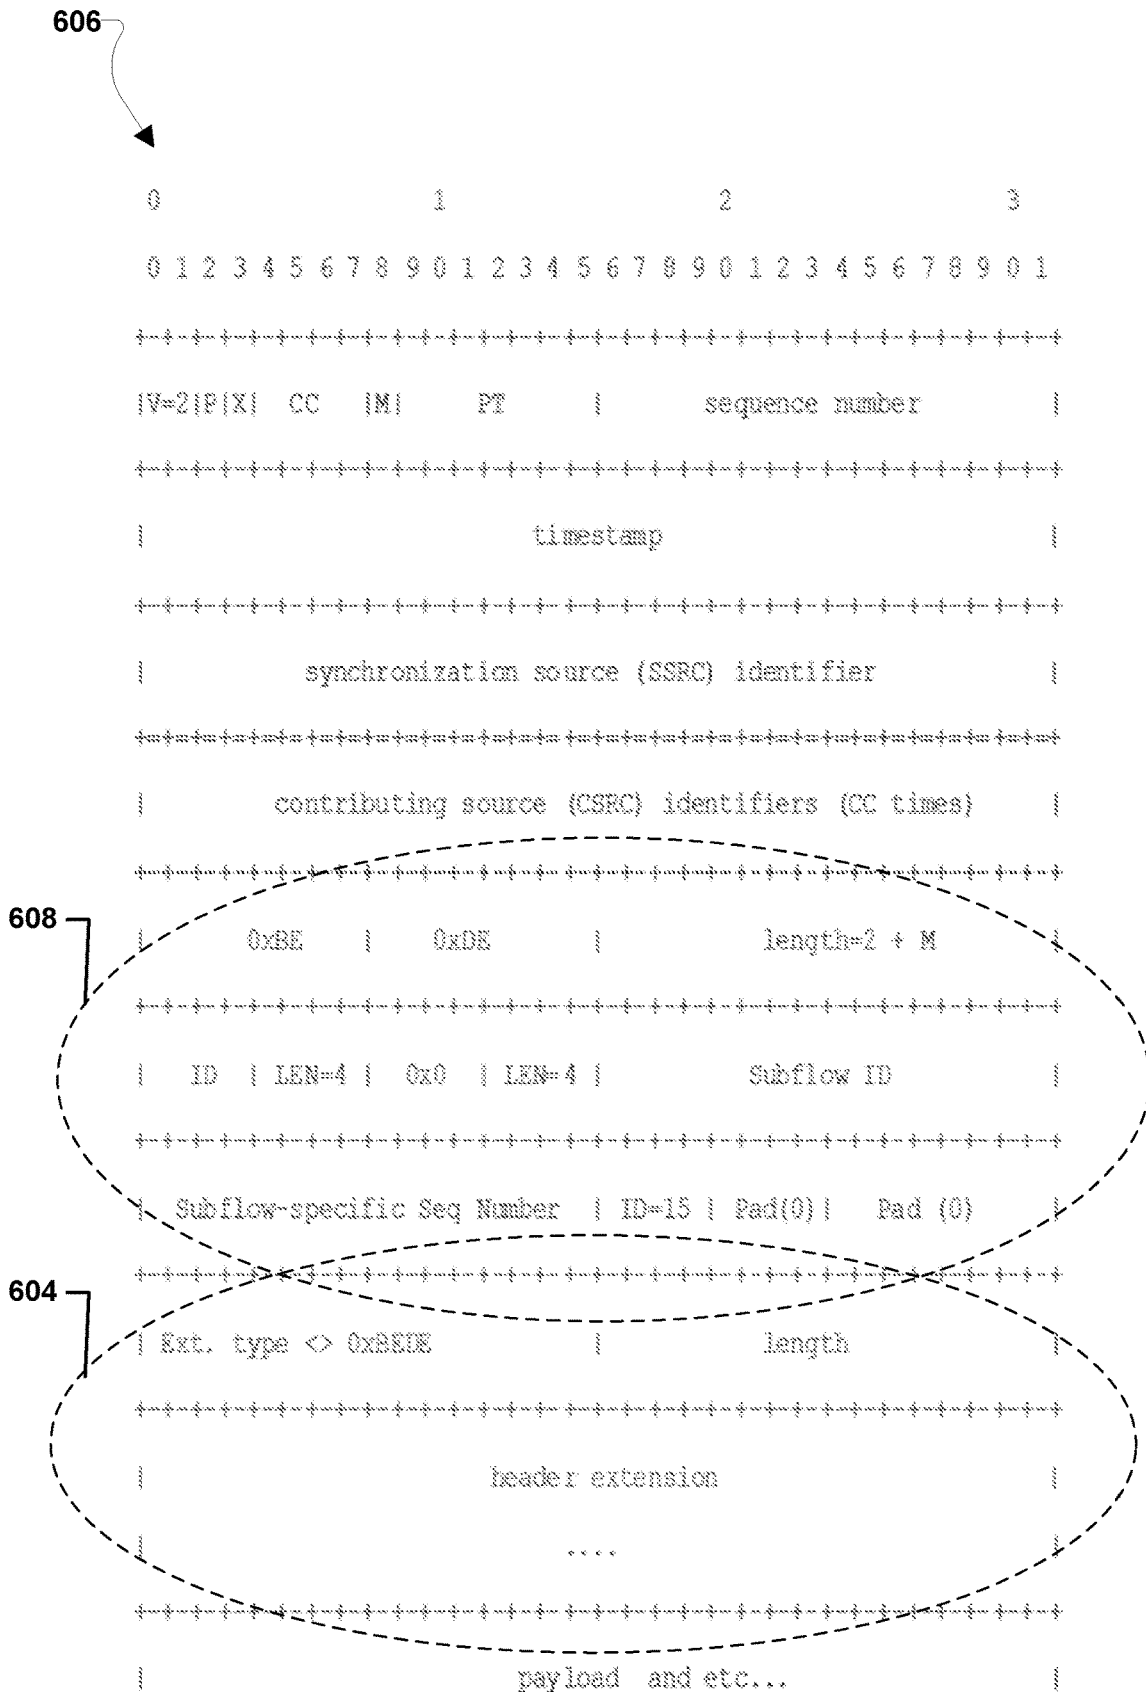 606
0 1 2 3
0 1 2 3 4 5 6 7 8 9 0 1 2 3 4 5 6 7 8 9 0 1 2 3 4 5 6 7 8 9 0 1
+-+-+-+-+-+-+-+-+-+-+-+-+-+-+-+-+-+-+-+-+-+-+-+-+-+-+-+-+-+-+-+-+
|V=2|P|X| CC |M| PT | sequence number |
+-+-+-+-+-+-+-+-+-+-+-+-+-+-+-+-+-+-+-+-+-+-+-+-+-+-+-+-+-+-+-+-+
| timestamp |
+-+-+-+-+-+-+-+-+-+-+-+-+-+-+-+-+-+-+-+-+-+-+-+-+-+-+-+-+-+-+-+-+
| synchronization source (SSRC) identifier |
+=+=+=+=+=+=+=+=+=+=+=+=+=+=+=+=+=+=+=+=+=+=+=+=+=+=+=+=+=+=+=+=+
| contributing source (CSRC) identifiers (CC times) |
+-+-+-+-+-+-+-+-+-+-+-+-+-+-+-+-+-+-+-+-+-+-+-+-+-+-+-+-+-+-+-+-+
608
| 0xBE | 0xDE | length=2 + M |
+-+-+-+-+-+-+-+-+-+-+-+-+-+-+-+-+-+-+-+-+-+-+-+-+-+-+-+-+-+-+-+-+
| ID | LEN=4 | 0x0 | LEN=4 | Subflow ID |
+-+-+-+-+-+-+-+-+-+-+-+-+-+-+-+-+-+-+-+-+-+-+-+-+-+-+-+-+-+-+-+-+
| Subflow-specific Seq Number | ID=15 | Pad(0)| Pad (0) |
+-+-+-+-+-+-+-+-+-+-+-+-+-+-+-+-+-+-+-+-+-+-+-+-+-+-+-+-+-+-+-+-+
604
| Ext. type <> 0xBEDE | length |
+-+-+-+-+-+-+-+-+-+-+-+-+-+-+-+-+-+-+-+-+-+-+-+-+-+-+-+-+-+-+-+-+
| header extension |
| .... |
+-+-+-+-+-+-+-+-+-+-+-+-+-+-+-+-+-+-+-+-+-+-+-+-+-+-+-+-+-+-+-+-+
| payload and etc... |